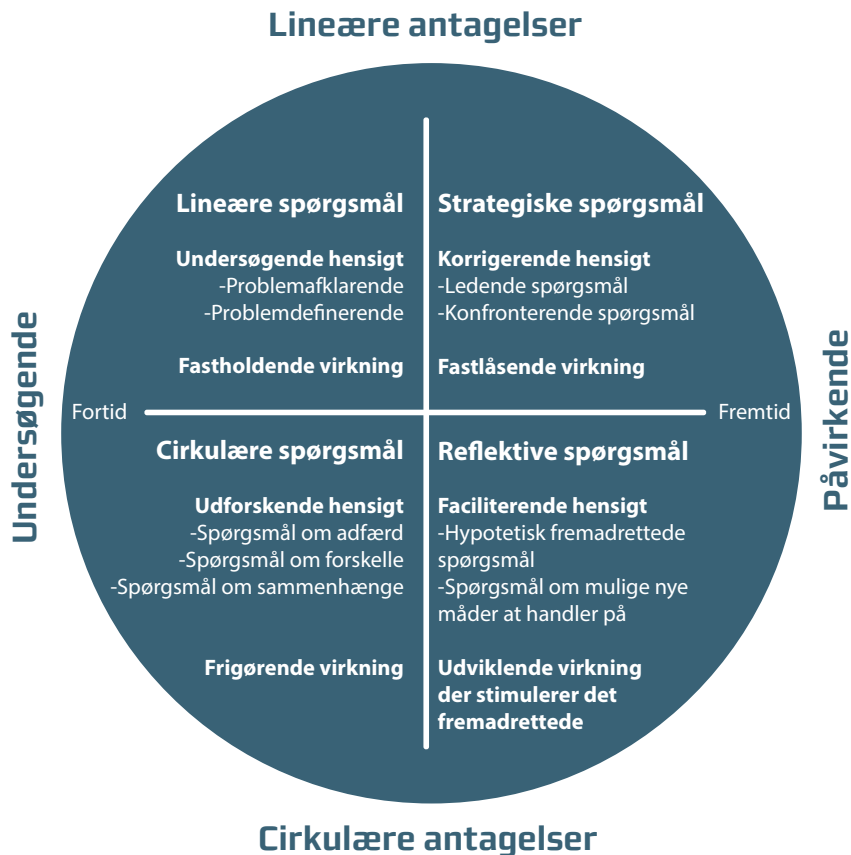 Lineære antagelser
Undersøgende
Påvirkende
Lineære spørgsmål
Undersøgende hensigt
-Problemafklarende
-Problemdefinerende
Fastholdende virkning
Strategiske spørgsmål
Korrigerende hensigt
-Ledende spørgsmål
-Konfronterende spørgsmål
Fastlåsende virkning
Fortid
Fremtid
Cirkulære spørgsmål
Udforskende hensigt
-Spørgsmål om adfærd
-Spørgsmål om forskelle
-Spørgsmål om sammenhænge
Frigørende virkning
Reflektive spørgsmål
Faciliterende hensigt
-Hypotetisk fremadrettede
spørgsmål
-Spørgsmål om mulige nye
måder at handler på
Udviklende virkning
der stimulerer det
fremadrettede
Cirkulære antagelser